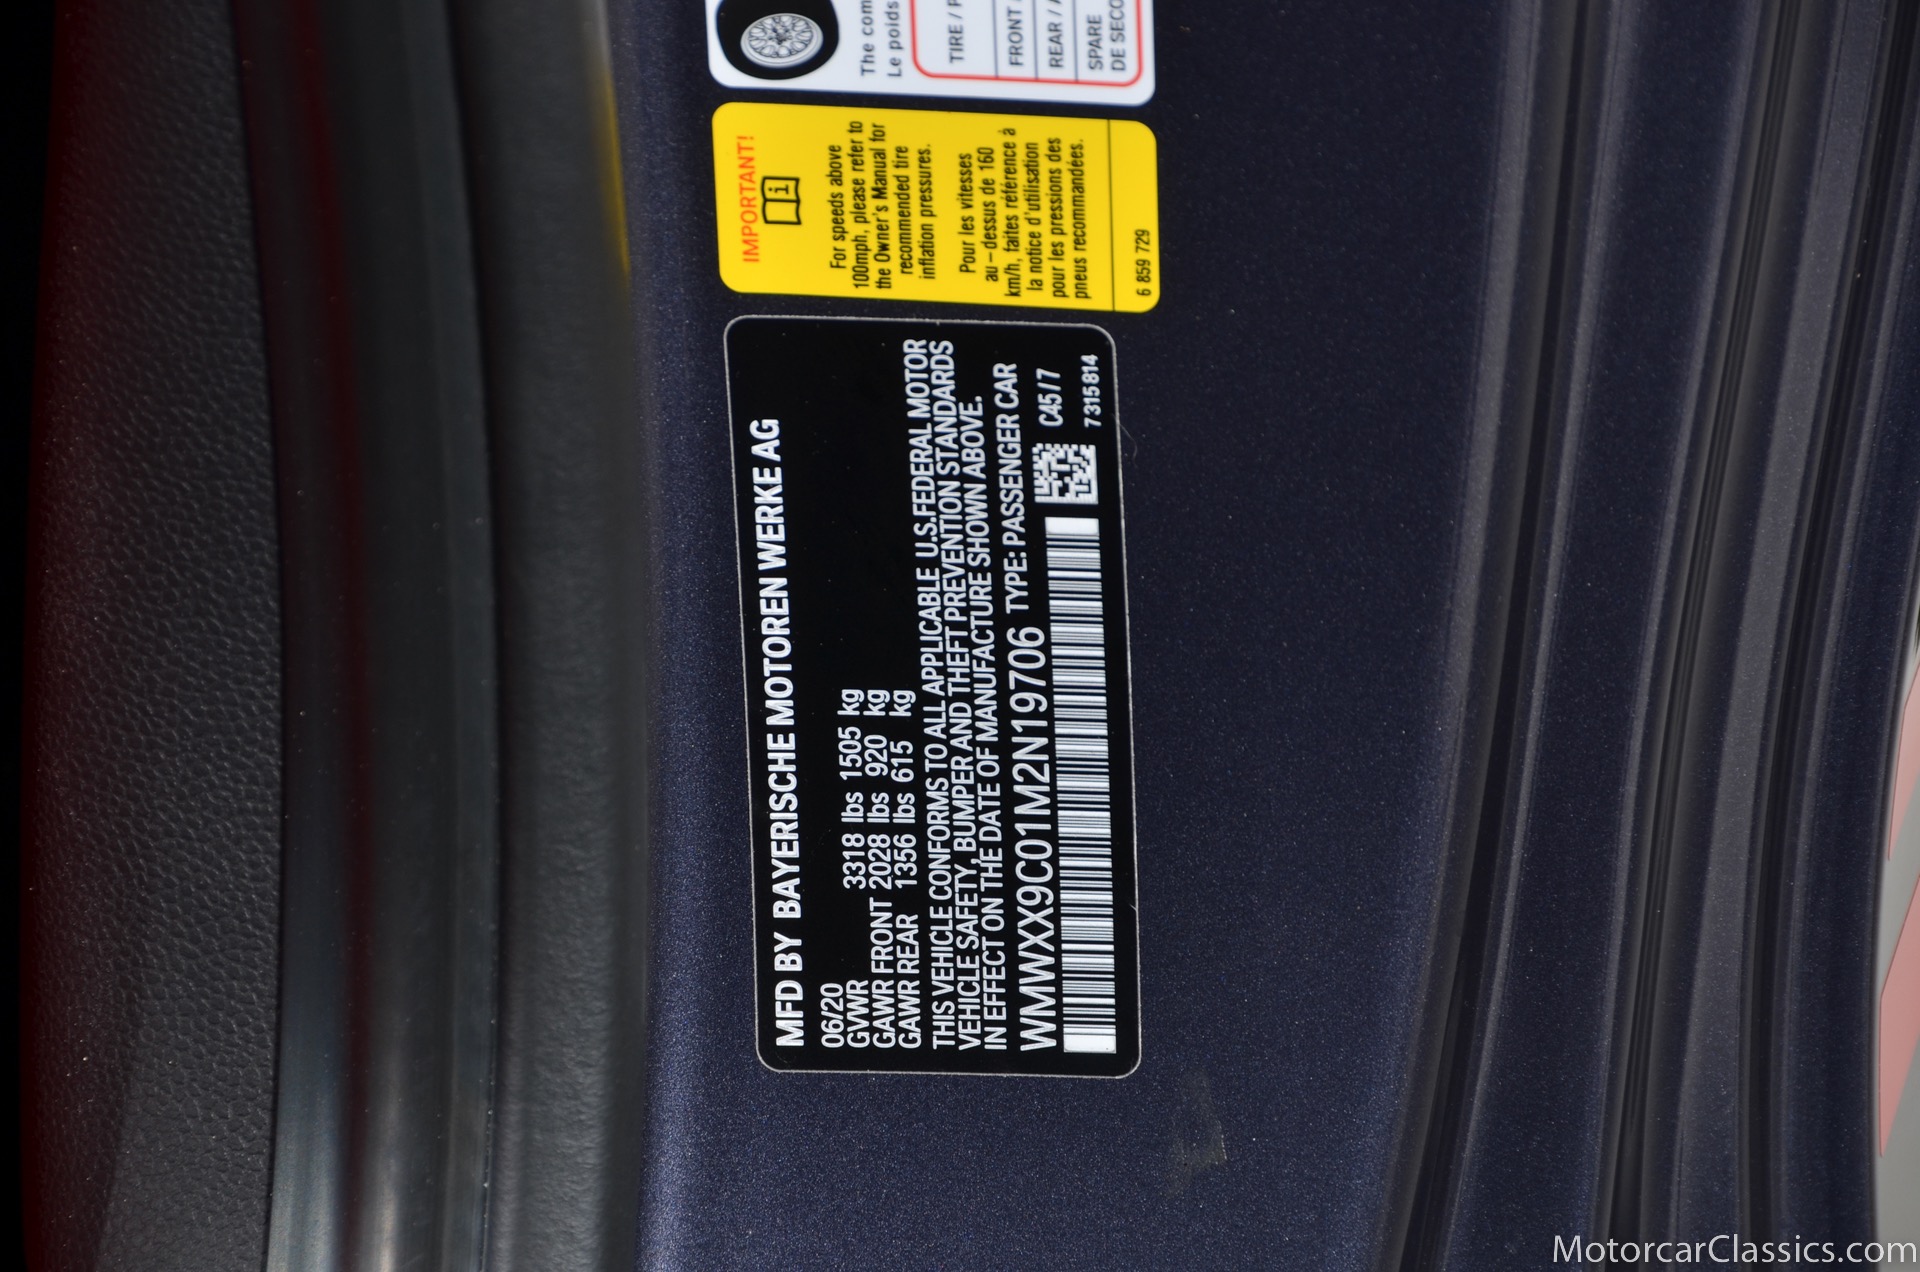 MFD BY BAYERISCHE MOTOREN WERKE AG
06/20
GVWR 3318 lbs 1505 kg
GAWR FRONT 2028 lbs 920 kg
GAWR REAR 1356 lbs 615 kg
THIS VEHICLE CONFORMS TO ALL APPLICABLE U.S.FEDERAL MOTOR
VEHICLE SAFETY, BUMPER AND THEFT PREVENTION STANDARDS
IN EFFECT ON THE DATE OF MANUFACTURE SHOWN ABOVE.
WMWXX9C01M2N19706 TYPE: PASSENGER CAR
C45/7
7 315 814
IMPORTANT!
i
For speeds above
100mph, please refer to
the Owner's Manual for
recommended tire
inflation pressures.
Pour les vitesses
au-dessus de 160
km/h, faites référence à
la notice d'utilisation
pour les pressions des
pneus recommandées.
6 859 729
The
Le poids
TIRE /
FRONT
REAR /
SPARE
DE
MotorcarClassics.com